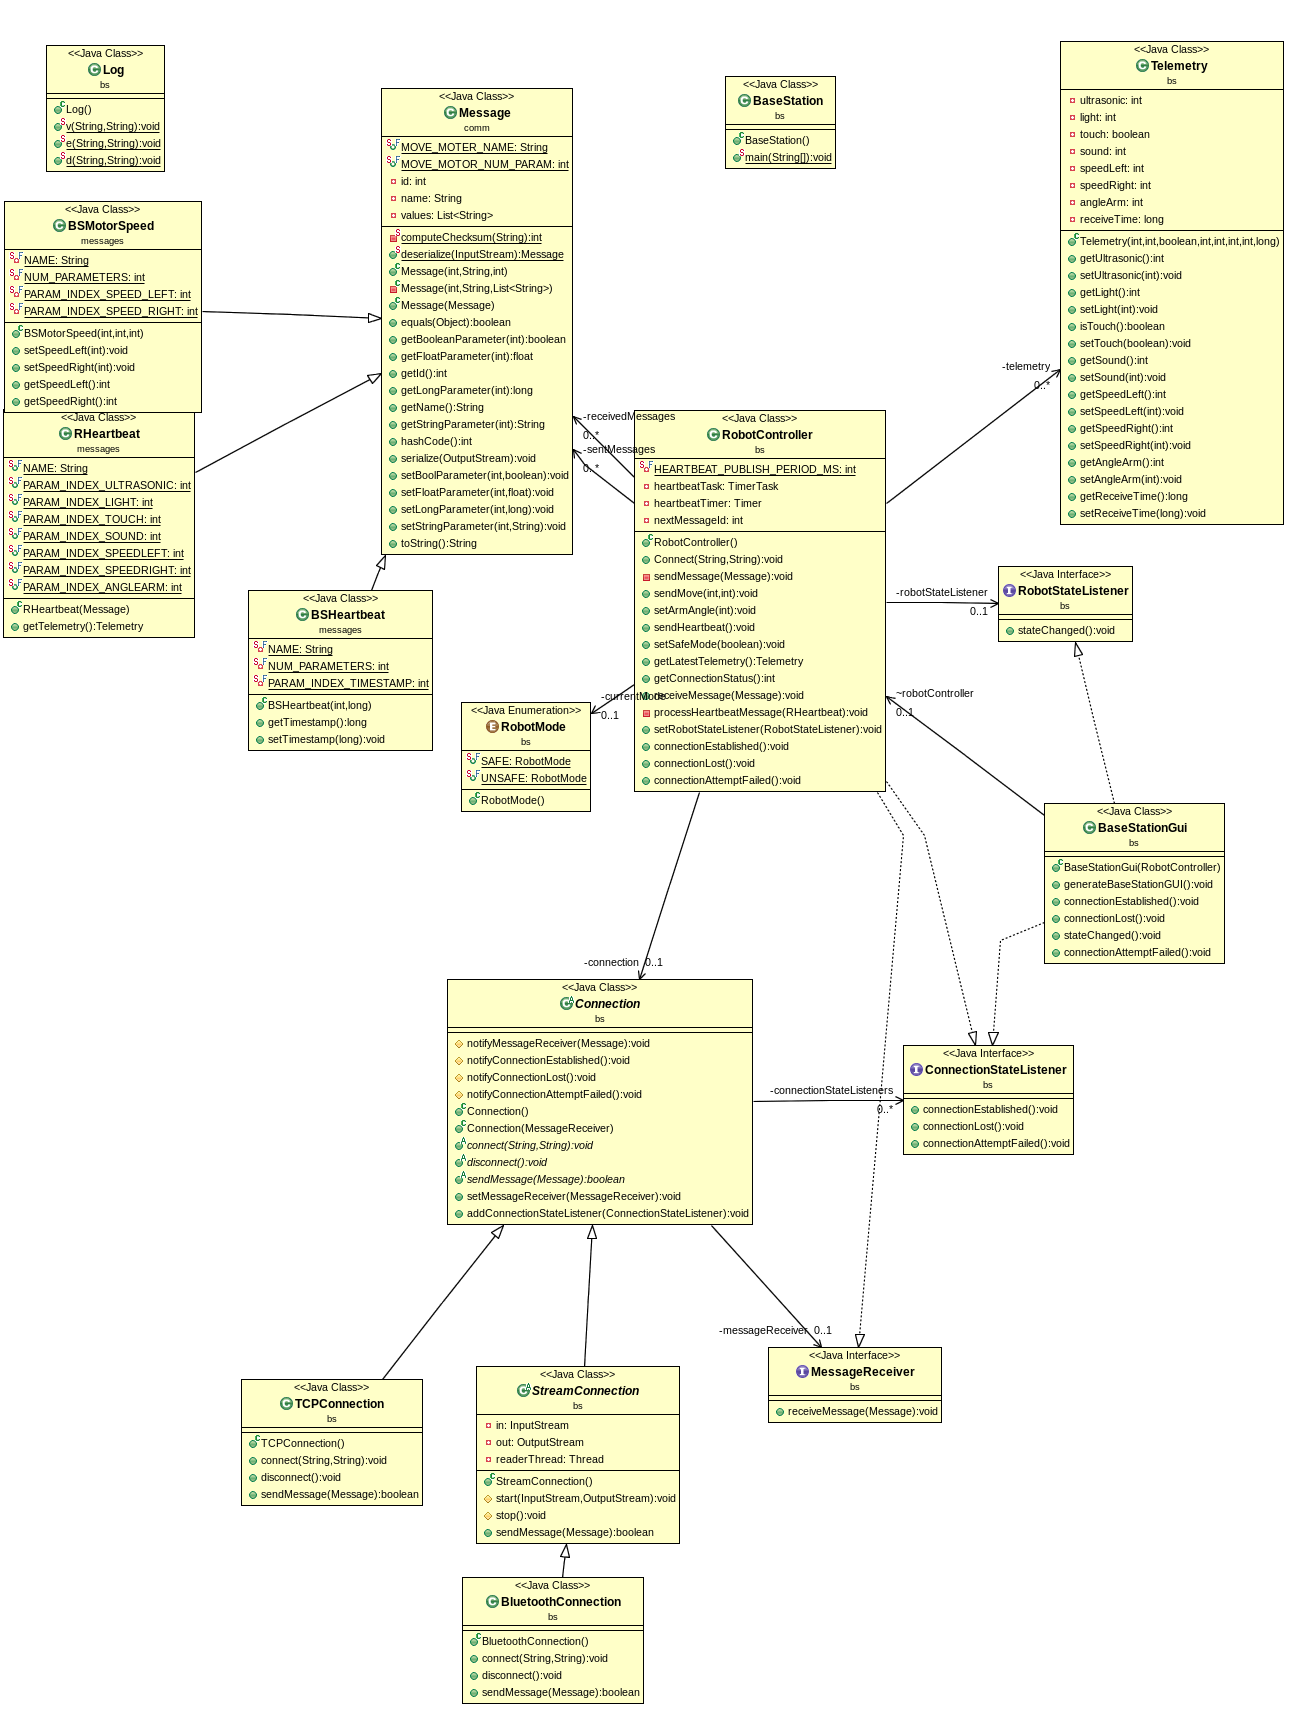 <<Java Class>>
Log
bs
Log()
v(String,String):void
e(String,String):void
d(String,String):void
<<Java Class>>
BSMotorSpeed
messages
NAME: String
NUM_PARAMETERS: int
PARAM_INDEX_SPEED_LEFT: int
PARAM_INDEX_SPEED_RIGHT: int
BSMotorSpeed(int,int,int)
setSpeedLeft(int):void
setSpeedRight(int):void
getSpeedLeft():int
getSpeedRight():int
<<Java Class>>
RHeartbeat
messages
NAME: String
PARAM_INDEX_ULTRASONIC: int
PARAM_INDEX_LIGHT: int
PARAM_INDEX_TOUCH: int
PARAM_INDEX_SOUND: int
PARAM_INDEX_SPEEDLEFT: int
PARAM_INDEX_SPEEDRIGHT: int
PARAM_INDEX_ANGLEARM: int
RHeartbeat(Message)
getTelemetry():Telemetry
<<Java Class>>
Message
comm
MOVE_MOTER_NAME: String
MOVE_MOTOR_NUM_PARAM: int
id: int
name: String
values: List<String>
computeChecksum(String):int
deserialize(InputStream):Message
Message(int,String,int)
Message(int,String,List<String>)
Message(Message)
equals(Object):boolean
getBooleanParameter(int):boolean
getFloatParameter(int):float
getId():int
getLongParameter(int):long
getName():String
getStringParameter(int):String
hashCode():int
serialize(OutputStream):void
setBoolParameter(int,boolean):void
setFloatParameter(int,float):void
setLongParameter(int,long):void
setStringParameter(int,String):void
toString():String
<<Java Class>>
BSHeartbeat
messages
NAME: String
NUM_PARAMETERS: int
PARAM_INDEX_TIMESTAMP: int
BSHeartbeat(int,long)
getTimestamp():long
setTimestamp(long):void
<<Java Class>>
BaseStation
bs
BaseStation()
main(String[]):void
<<Java Class>>
Telemetry
bs
ultrasonic: int
light: int
touch: boolean
sound: int
speedLeft: int
speedRight: int
angleArm: int
receiveTime: long
Telemetry(int,int,boolean,int,int,int,int,long)
getUltrasonic():int
setUltrasonic(int):void
getLight():int
setLight(int):void
isTouch():boolean
setTouch(boolean):void
getSound():int
setSound(int):void
getSpeedLeft():int
setSpeedLeft(int):void
getSpeedRight():int
setSpeedRight(int):void
getAngleArm():int
setAngleArm(int):void
getReceiveTime():long
setReceiveTime(long):void
-telemetry
0..*
-receivedMessages
0..*
-sentMessages
0..*
<<Java Class>>
RobotController
bs
HEARTBEAT_PUBLISH_PERIOD_MS: int
heartbeatTask: TimerTask
heartbeatTimer: Timer
nextMessageId: int
RobotController()
Connect(String,String):void
sendMessage(Message):void
sendMove(int,int):void
setArmAngle(int):void
sendHeartbeat():void
setSafeMode(boolean):void
getLatestTelemetry():Telemetry
getConnectionStatus():int
receiveMessage(Message):void
processHeartbeatMessage(RHeartbeat):void
setRobotStateListener(RobotStateListener):void
connectionEstablished():void
connectionLost():void
connectionAttemptFailed():void
-currentMode
0..1
<<Java Enumeration>>
RobotMode
bs
SAFE: RobotMode
UNSAFE: RobotMode
RobotMode()
-robotStateListener
0..1
<<Java Interface>>
RobotStateListener
bs
stateChanged():void
~robotController
0..1
<<Java Class>>
BaseStationGui
bs
BaseStationGui(RobotController)
generateBaseStationGUI():void
connectionEstablished():void
connectionLost():void
stateChanged():void
connectionAttemptFailed():void
-connection 0..1
<<Java Class>>
Connection
bs
notifyMessageReceiver(Message):void
notifyConnectionEstablished():void
notifyConnectionLost():void
notifyConnectionAttemptFailed():void
Connection()
Connection(MessageReceiver)
connect(String,String):void
disconnect():void
sendMessage(Message):boolean
setMessageReceiver(MessageReceiver):void
addConnectionStateListener(ConnectionStateListener):void
-connectionStateListeners
0..*
<<Java Interface>>
ConnectionStateListener
bs
connectionEstablished():void
connectionLost():void
connectionAttemptFailed():void
-messageReceiver 0..1
<<Java Interface>>
MessageReceiver
bs
receiveMessage(Message):void
<<Java Class>>
TCPConnection
bs
TCPConnection()
connect(String,String):void
disconnect():void
sendMessage(Message):boolean
<<Java Class>>
StreamConnection
bs
in: InputStream
out: OutputStream
readerThread: Thread
StreamConnection()
start(InputStream,OutputStream):void
stop():void
sendMessage(Message):boolean
<<Java Class>>
BluetoothConnection
bs
BluetoothConnection()
connect(String,String):void
disconnect():void
sendMessage(Message):boolean